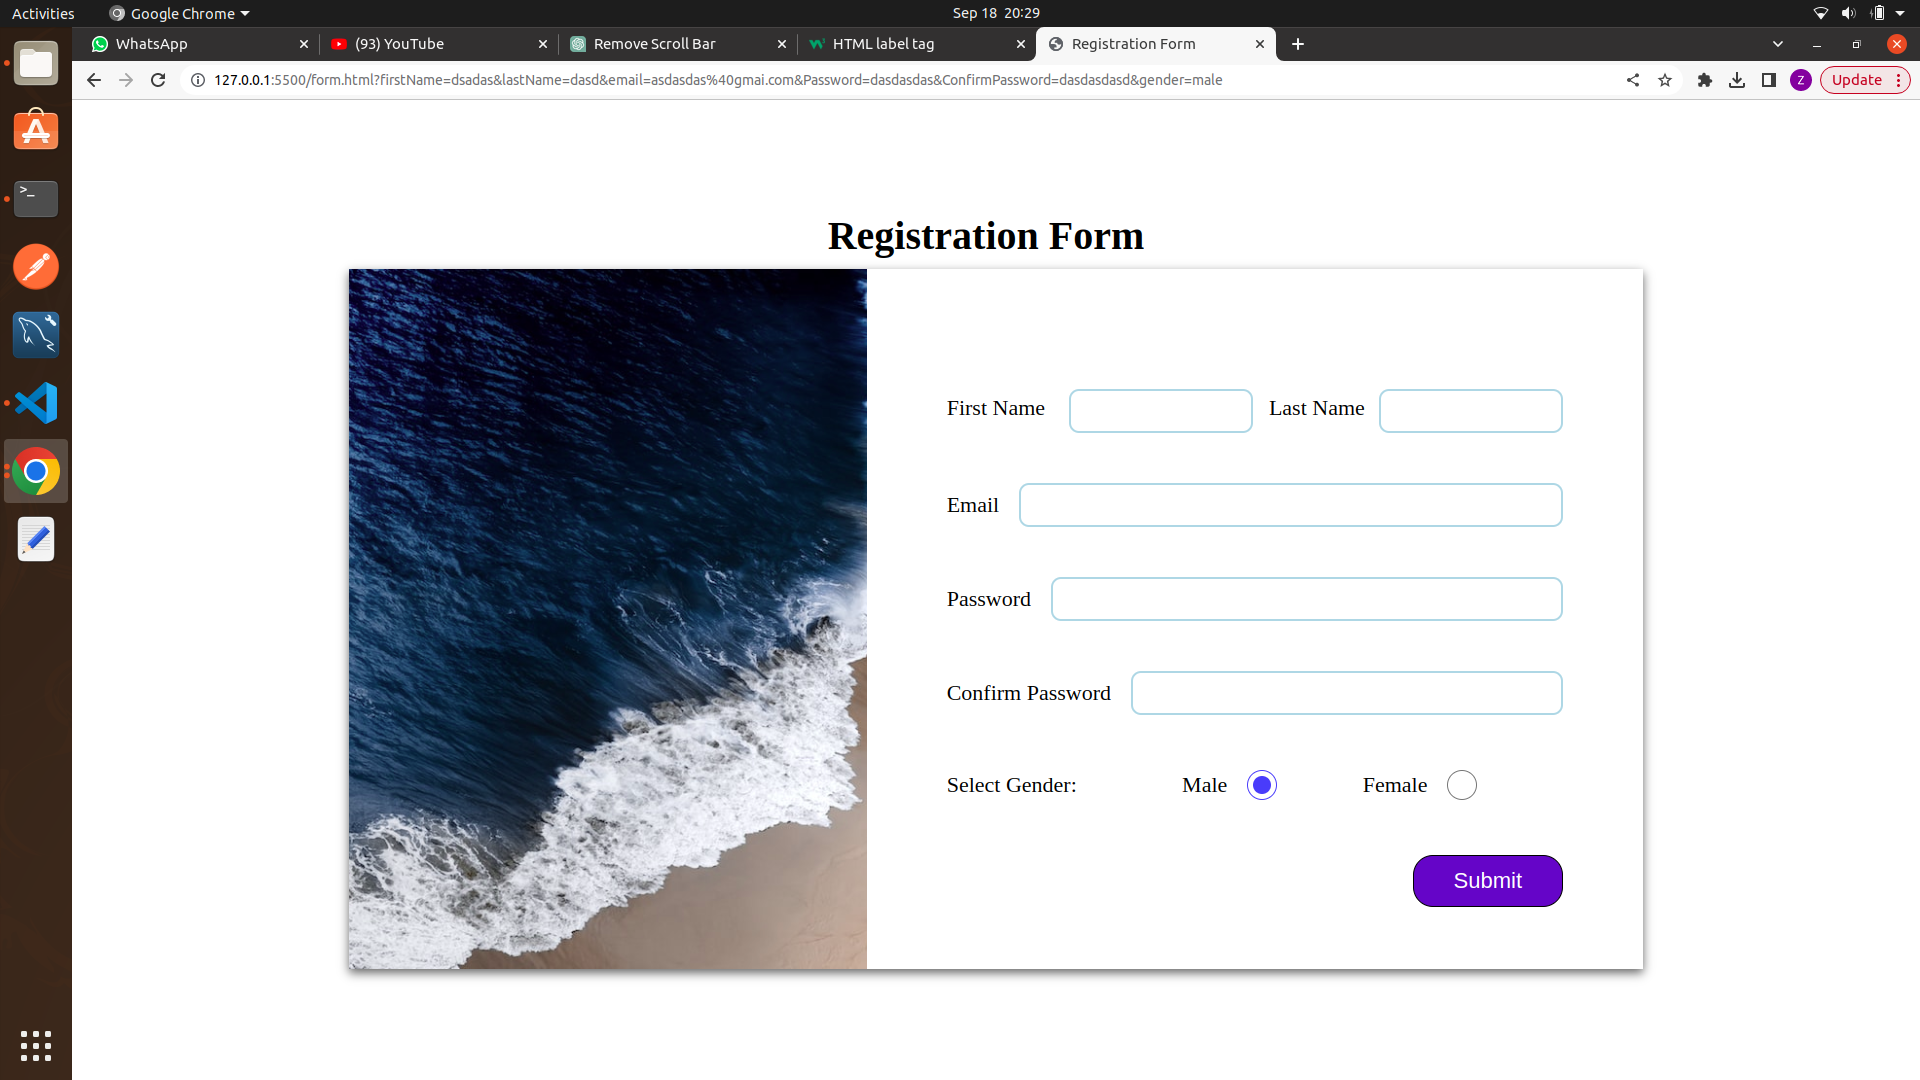 Activities Google Chrome Sep 18 20:29
WhatsApp (93) YouTube Remove Scroll Bar HTML label tag Registration Form
127.0.0.1:5500/form.html?firstName=dsadas&lastName=dasd&email=asdasdas%40gmai.com&Password=dasdasdas&ConfirmPassword=dasdasdasd&gender=male Z Update
Registration Form
First Name Last Name
Email
Password
Confirm Password
Select Gender: Male Female
Submit